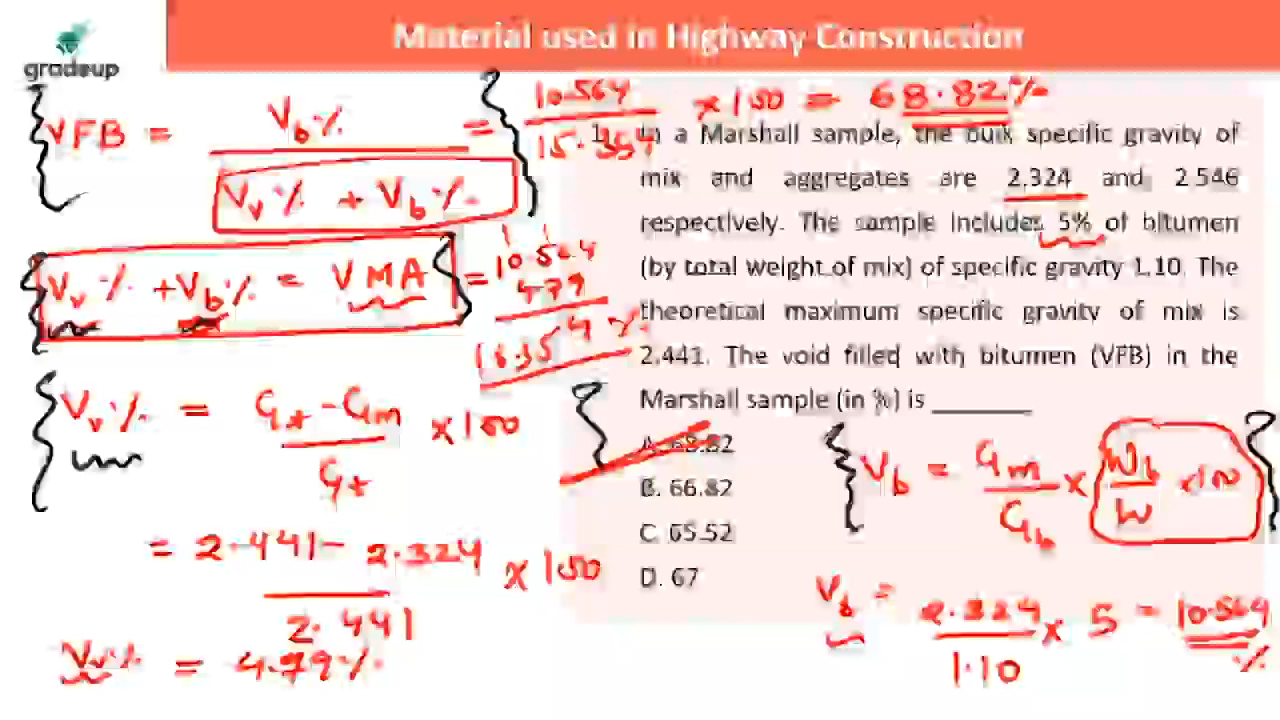 Material used in Highway Construction
gradeup
VFB = Vb% / Vv% + Vb% = 10.564 / 15.354 × 100 = 68.82%
Vv% + Vb% = VMA = 10.564
4.79
15.354%
Vv% = Gt - Gm / Gt × 100
= 2.441 - 2.324 / 2.441 × 100
Vv% = 4.79%
1. In a Marshall sample, the bulk specific gravity of
mix and aggregates are 2.324 and 2.546
respectively. The sample includes 5% of bitumen
(by total weight of mix) of specific gravity 1.10. The
theoretical maximum specific gravity of mix is
2.441. The void filled with bitumen (VFB) in the
Marshall sample (in %) is ________
A. 68.82
B. 66.82
C. 65.52
D. 67
Vb = Gm / Gb × Wb / W × 100
Vb = 2.324 / 1.10 × 5 = 10.564 %